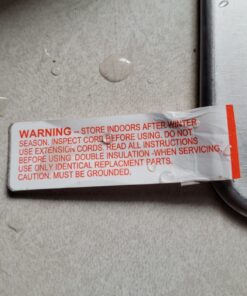 WARNING – STORE INDOORS AFTER WINTER
SEASON. INSPECT CORD BEFORE USING. DO NOT
USE EXTENSIGN CORDS. READ ALL INSTRUCTIONS
BEFORE USING. DOUBLE INSULATION -WHEN SERVICING,
USE ONLY IDENTICAL REPLACMENT PARTS.
CAUTION. MUST BE GROUNDED.